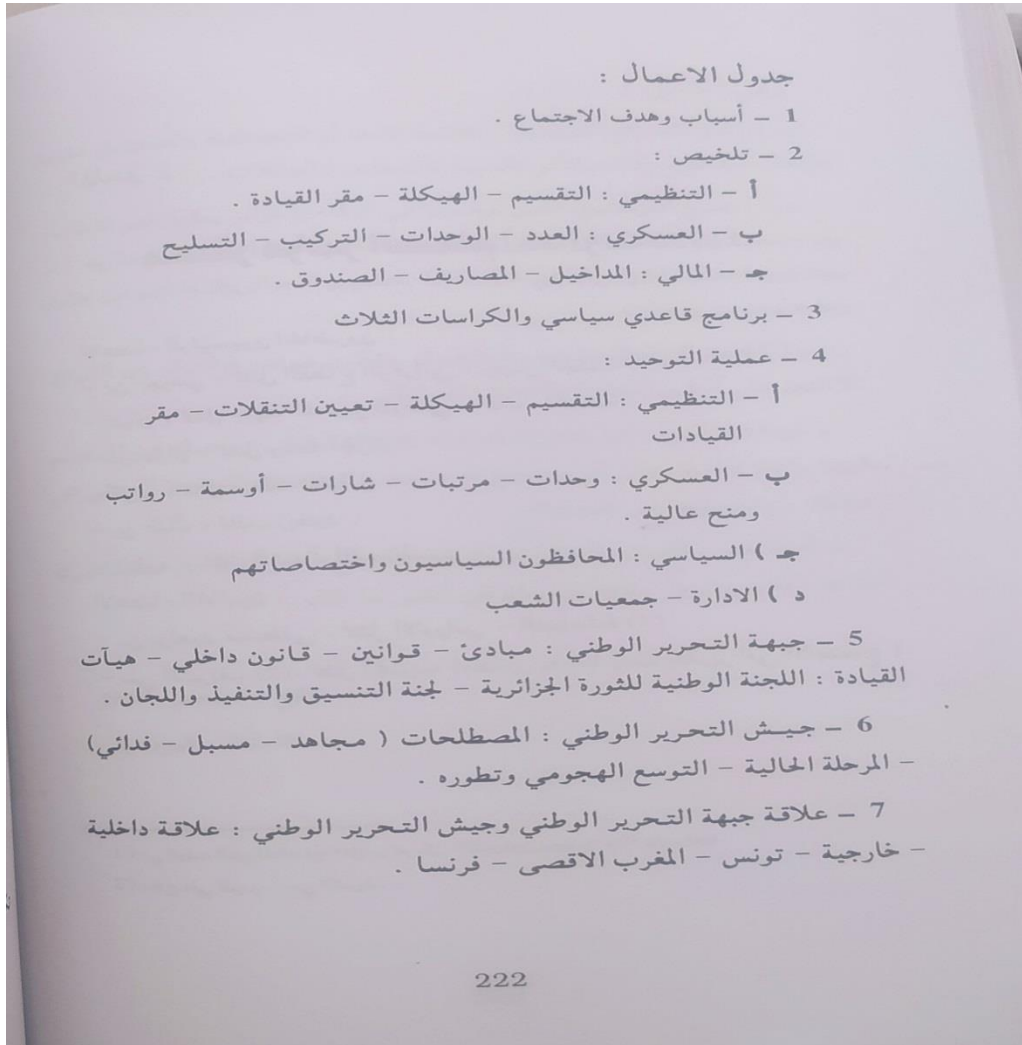 جدول الاعمال :
1 – أسباب وهدف الاجتماع .
2 – تلخيص :
أ – التنظيمي : التقسيم – الهيكلة – مقر القيادة .
ب – العسكري : العدد – الوحدات – التركيب – التسليح
جـ – المالي : المداخيل – المصاريف – الصندوق .
3 – برنامج قاعدي سياسي والكراسات الثلاث
4 – عملية التوحيد :
أ – التنظيمي : التقسيم – الهيكلة – تعيين التنقلات – مقر
القيادات
ب – العسكري : وحدات – مرتبات – شارات – أوسمة – رواتب
ومنح عالية .
جـ ) السياسي : المحافظون السياسيون واختصاصاتهم
د ) الادارة – جمعيات الشعب
5 – جبهة التحرير الوطني : مبادئ – قوانين – قانون داخلي – هيآت
القيادة : اللجنة الوطنية للثورة الجزائرية – لجنة التنسيق والتنفيذ واللجان .
6 – جيش التحرير الوطني : المصطلحات ( مجاهد – مسبل – فدائي)
– المرحلة الحالية – التوسع الهجومي وتطوره .
7 – علاقة جبهة التحرير الوطني وجيش التحرير الوطني : علاقة داخلية
– خارجية – تونس – المغرب الاقصى – فرنسا .
222